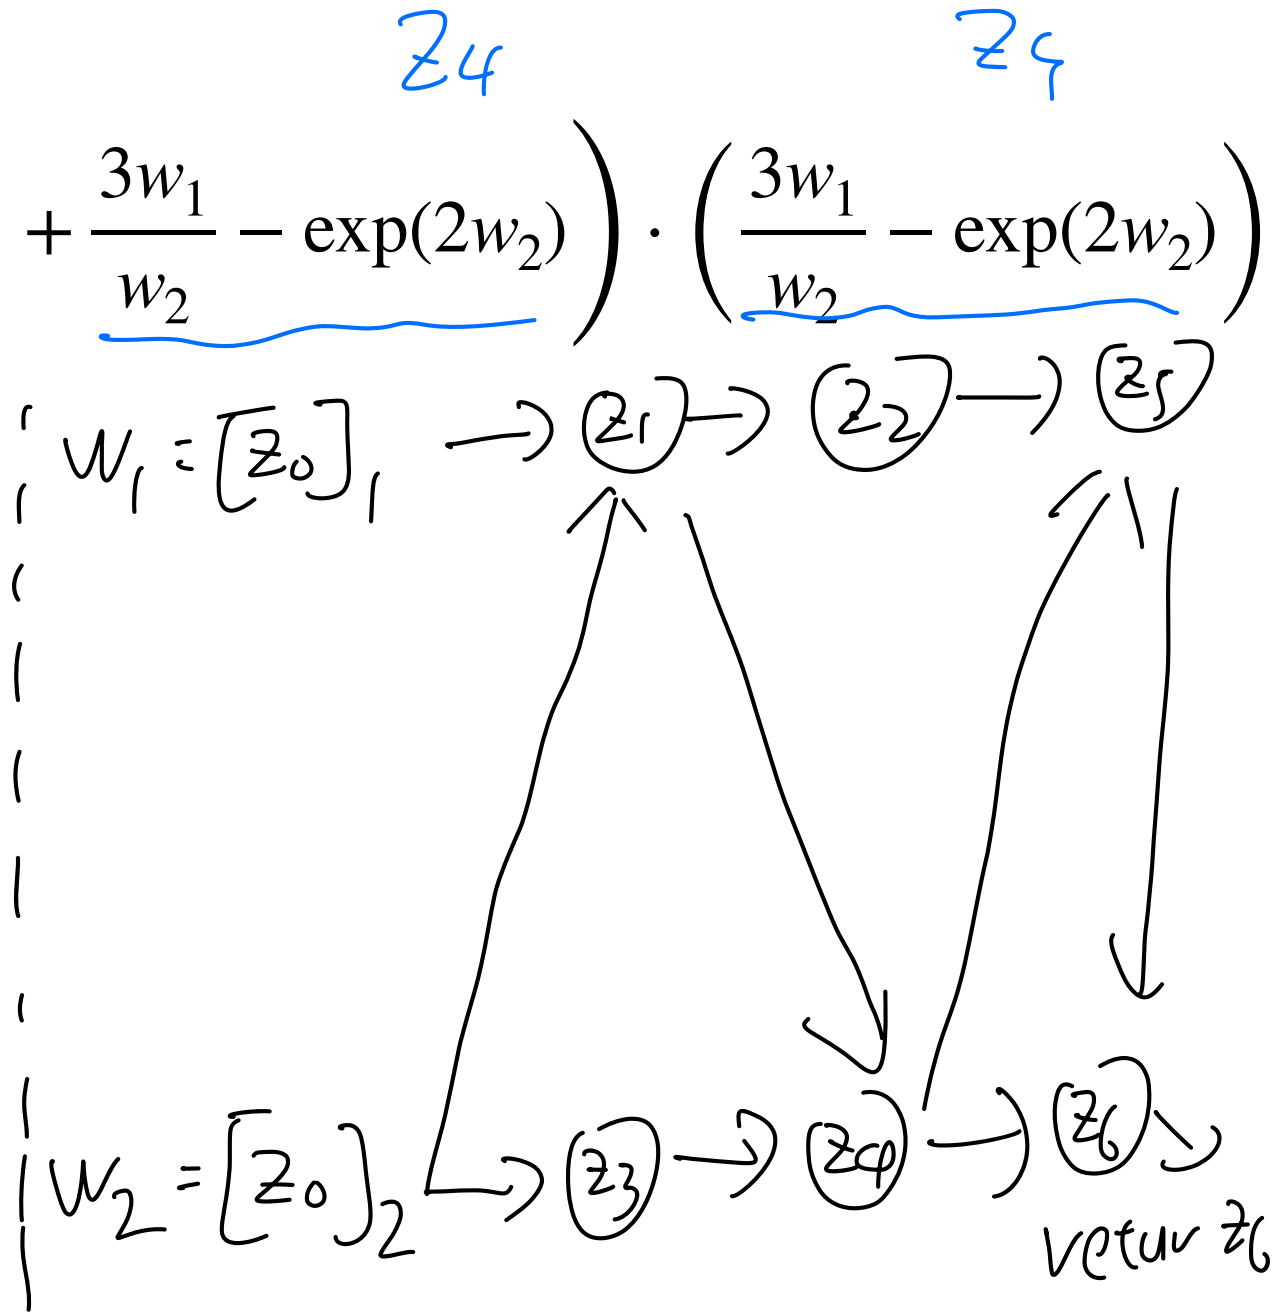 z4 z4
+ 3w₁/w₂ − exp(2w₂) ) · ( 3w₁/w₂ − exp(2w₂) )
w₁ = [z₀]₁ → z₁ → z₂ → z₅
w₂ = [z₀]₂ → z₃ → z₄ → z₆
retur z₆